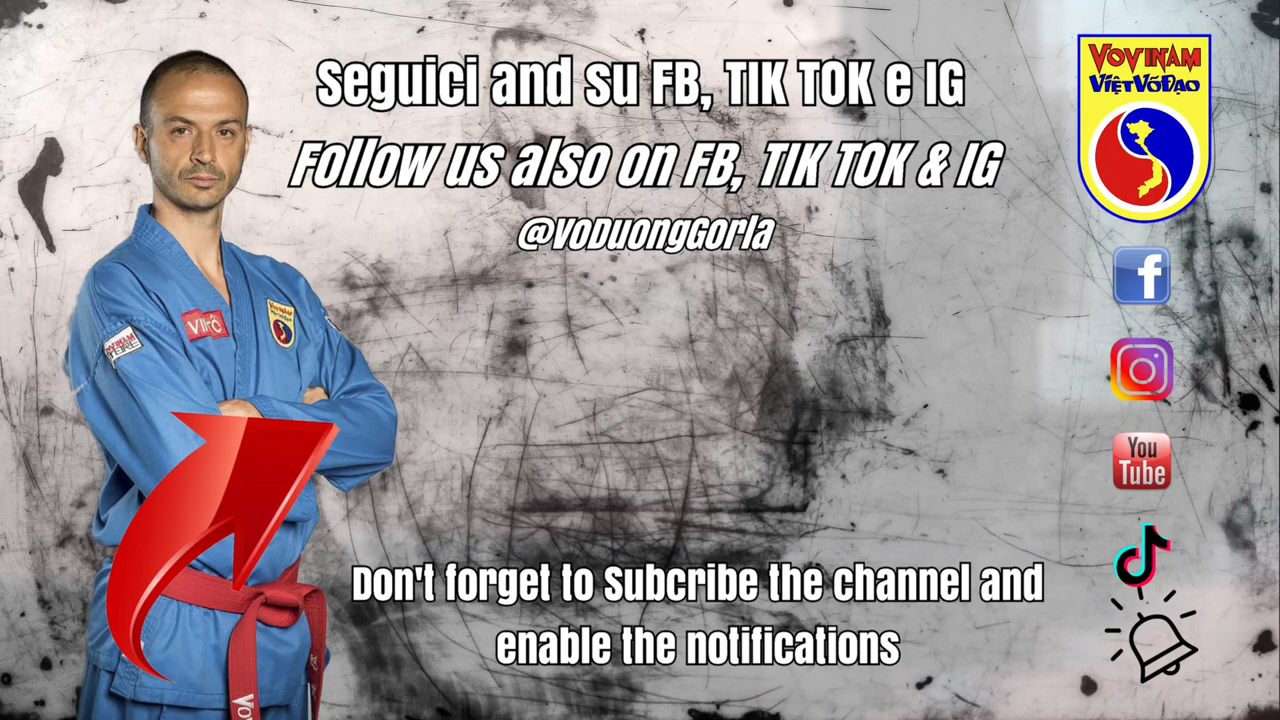 Seguici and su FB, TIK TOK e IG
Follow us also on FB, TIK TOK & IG
@VoDuongGorla
VOVINAM
VIỆT VÕ ĐẠO
You
Tube
Don't forget to Subcribe the channel and
enable the notifications
VOVINAM